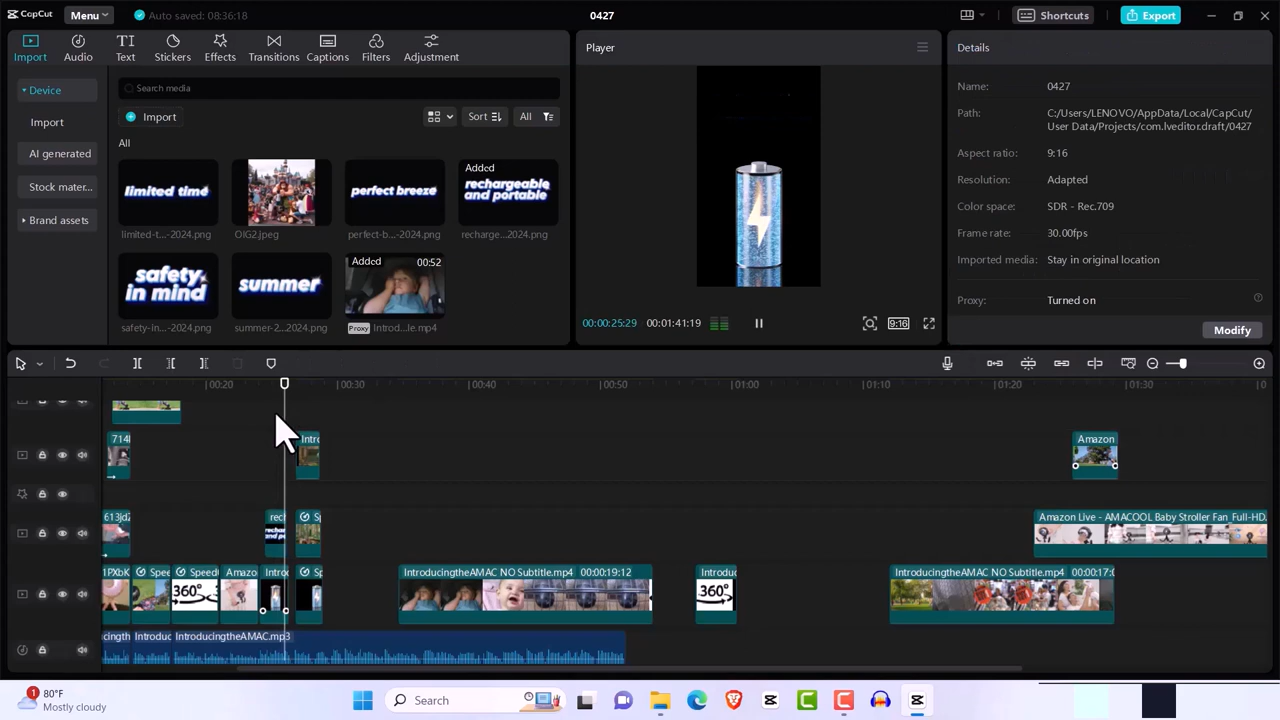 CapCut
Menu
Auto saved: 08:36:18
0427
Shortcuts
Export
Import
Audio
Text
Stickers
Effects
Transitions
Captions
Filters
Adjustment
Device
Import
AI generated
Stock mater...
Brand assets
Search media
Import
Sort
All
All
limited time
limited-t...-2024.png
OIG2.jpeg
perfect breeze
perfect-b...-2024.png
Added
rechargeable
and portable
recharge...2024.png
safety
in mind
safety-in...-2024.png
summer
summer-2...2024.png
Added
00:52
Proxy
Introd...le.mp4
Player
00:00:25:29
00:01:41:19
9:16
Details
Name:
0427
Path:
C:/Users/LENOVO/AppData/Local/CapCut/
User Data/Projects/com.lveditor.draft/0427
Aspect ratio:
9:16
Resolution:
Adapted
Color space:
SDR - Rec.709
Frame rate:
30.00fps
Imported media:
Stay in original location
Proxy:
Turned on
Modify
00:20
00:30
00:40
00:50
01:00
01:10
01:20
01:30
Amazon
Amazon Live - AMACOOL Baby Stroller Fan_Full-HD.
360°
IntroducingtheAMAC NO Subtitle.mp4
00:00:19:12
360°
IntroducingtheAMAC NO Subtitle.mp4
IntroducingtheAMAC.mp3
80°F
Mostly cloudy
1
Search